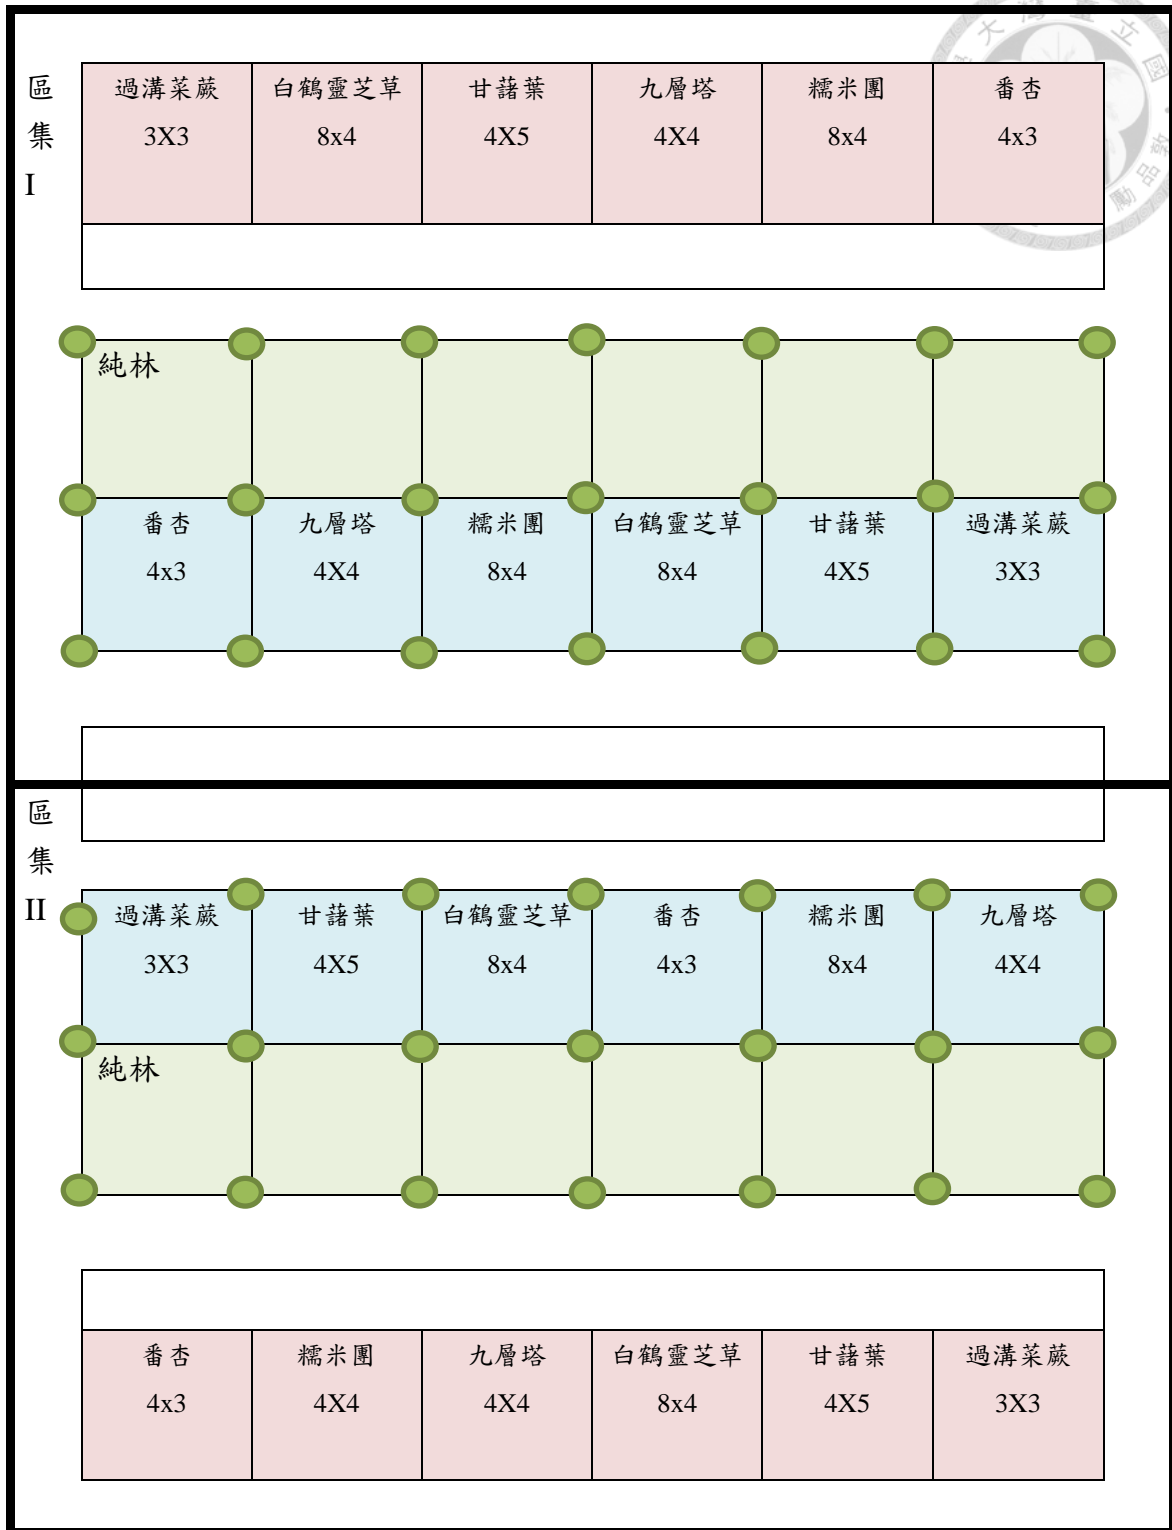 區
集
I
過溝菜蕨 白鶴靈芝草 甘藷葉 九層塔 糯米團 番杏
3X3 8x4 4X5 4X4 8x4 4x3
純林
番杏 九層塔 糯米團 白鶴靈芝草 甘藷葉 過溝菜蕨
4x3 4X4 8x4 8x4 4X5 3X3
區
集
II
過溝菜蕨 甘藷葉 白鶴靈芝草 番杏 糯米團 九層塔
3X3 4X5 8x4 4x3 8x4 4X4
純林
番杏 糯米團 九層塔 白鶴靈芝草 甘藷葉 過溝菜蕨
4x3 4X4 4X4 8x4 4X5 3X3